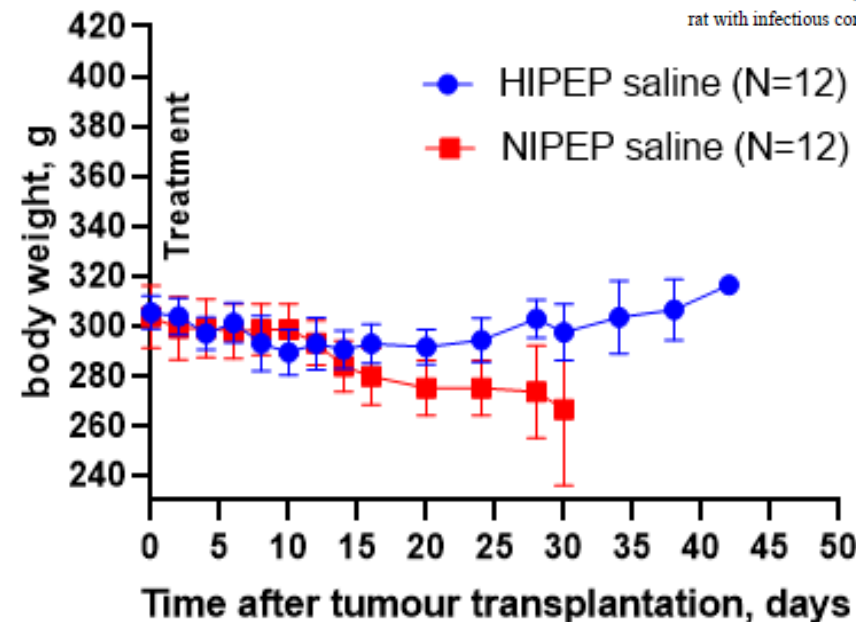 rat with infectious
HIPEP saline (N=12)
NIPEP saline (N=12)
Treatment
body weight, g
420
400
380
360
340
320
300
280
260
240
0 5 10 15 20 25 30 35 40 45 50
Time after tumour transplantation, days